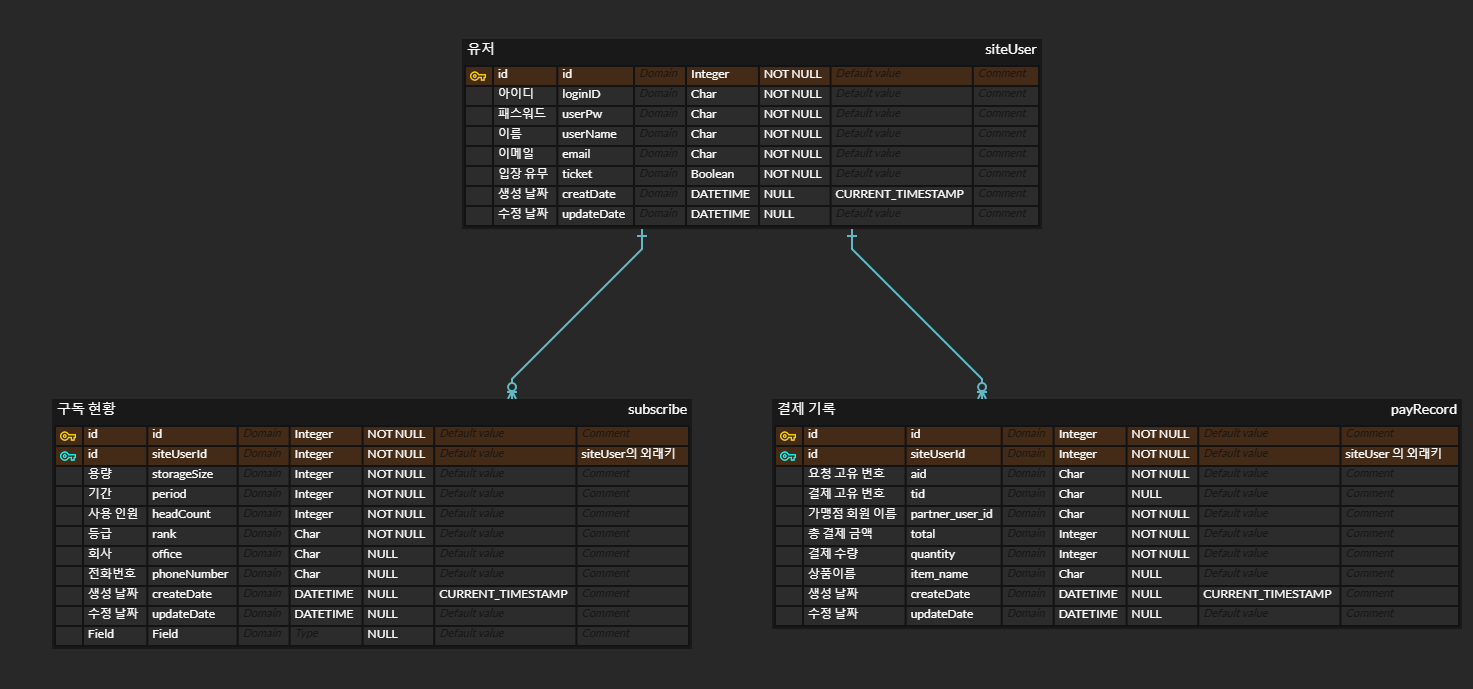 유저 siteUser
id id Domain Integer NOT NULL Default value Comment
아이디 loginID Domain Char NOT NULL Default value Comment
패스워드 userPw Domain Char NOT NULL Default value Comment
이름 userName Domain Char NOT NULL Default value Comment
이메일 email Domain Char NOT NULL Default value Comment
입장 유무 ticket Domain Boolean NOT NULL Default value Comment
생성 날짜 creatDate Domain DATETIME NULL CURRENT_TIMESTAMP Comment
수정 날짜 updateDate Domain DATETIME NULL Default value Comment
구독 현황 subscribe
id id Domain Integer NOT NULL Default value Comment
id siteUserId Domain Integer NOT NULL Default value siteUser의 외래키
용량 storageSize Domain Integer NOT NULL Default value Comment
기간 period Domain Integer NOT NULL Default value Comment
사용 인원 headCount Domain Integer NOT NULL Default value Comment
등급 rank Domain Char NOT NULL Default value Comment
회사 office Domain Char NULL Default value Comment
전화번호 phoneNumber Domain Char NULL Default value Comment
생성 날짜 createDate Domain DATETIME NULL CURRENT_TIMESTAMP Comment
수정 날짜 updateDate Domain DATETIME NULL Default value Comment
Field Field Domain Type NULL Default value Comment
결제 기록 payRecord
id id Domain Integer NOT NULL Default value Comment
id siteUserId Domain Integer NOT NULL Default value siteUser 의 외래키
요청 고유 번호 aid Domain Char NOT NULL Default value Comment
결제 고유 번호 tid Domain Char NULL Default value Comment
가맹점 회원 이름 partner_user_id Domain Char NOT NULL Default value Comment
총 결제 금액 total Domain Integer NOT NULL Default value Comment
결제 수량 quantity Domain Integer NOT NULL Default value Comment
상품이름 item_name Domain Char NULL Default value Comment
생성 날짜 createDate Domain DATETIME NULL CURRENT_TIMESTAMP Comment
수정 날짜 updateDate Domain DATETIME NULL Default value Comment